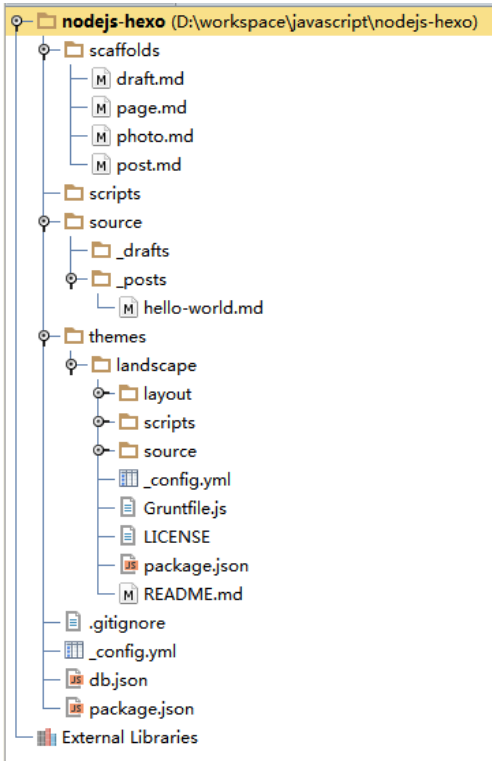 nodejs-hexo (D:\workspace\javascript\nodejs-hexo)
scaffolds
draft.md
page.md
photo.md
post.md
scripts
source
_drafts
_posts
hello-world.md
themes
landscape
layout
scripts
source
_config.yml
Gruntfile.js
LICENSE
package.json
README.md
.gitignore
_config.yml
db.json
package.json
External Libraries